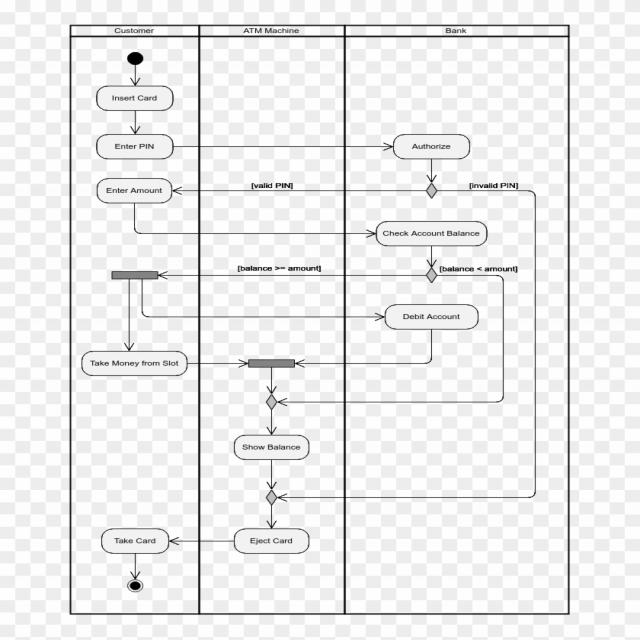 Customer
ATM Machine
Bank
Insert Card
Enter PIN
Authorize
[valid PIN]
[invalid PIN]
Enter Amount
Check Account Balance
[balance >= amount]
[balance < amount]
Debit Account
Take Money from Slot
Show Balance
Take Card
Eject Card